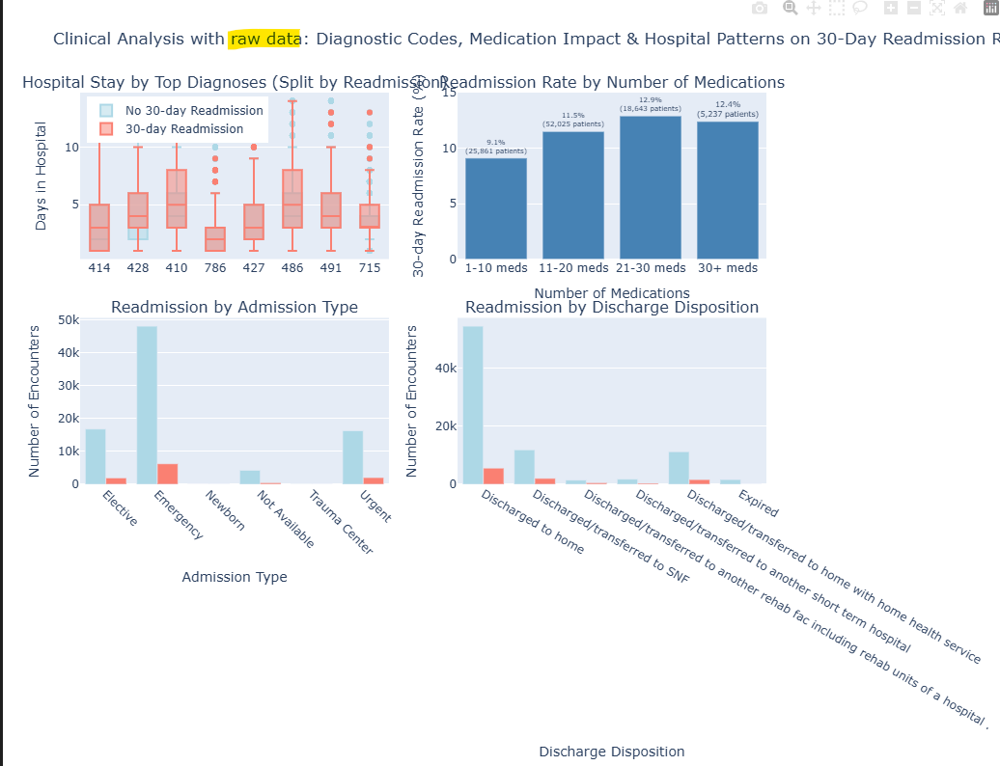 Clinical Analysis with raw data: Diagnostic Codes, Medication Impact & Hospital Patterns on 30-Day Readmission R
Hospital Stay by Top Diagnoses (Split by Readmission)
Readmission Rate by Number of Medications
No 30-day Readmission
30-day Readmission
Days in Hospital
10
5
414 428 410 786 427 486 491 715
30-day Readmission Rate (%)
15
10
5
0
9.1%
(25,861 patients)
11.5%
(52,025 patients)
12.9%
(18,643 patients)
12.4%
(5,237 patients)
1-10 meds 11-20 meds 21-30 meds 30+ meds
Number of Medications
Readmission by Admission Type
Number of Encounters
50k
40k
30k
20k
10k
0
Elective
Emergency
Newborn
Not Available
Trauma Center
Urgent
Admission Type
Readmission by Discharge Disposition
Number of Encounters
40k
20k
0
Discharged to home
Discharged/transferred to SNF
Discharged/transferred to another rehab fac including rehab units of a hospital .
Discharged/transferred to another short term hospital
Discharged/transferred to home with home health service
Expired
Discharge Disposition